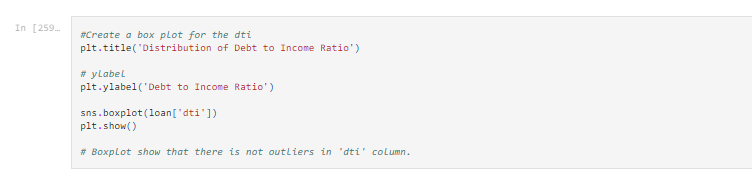 In [259…
#Create a box plot for the dti
plt.title('Distribution of Debt to Income Ratio')
# ylabel
plt.ylabel('Debt to Income Ratio')
sns.boxplot(loan['dti'])
plt.show()
# Boxplot show that there is not outliers in 'dti' column.